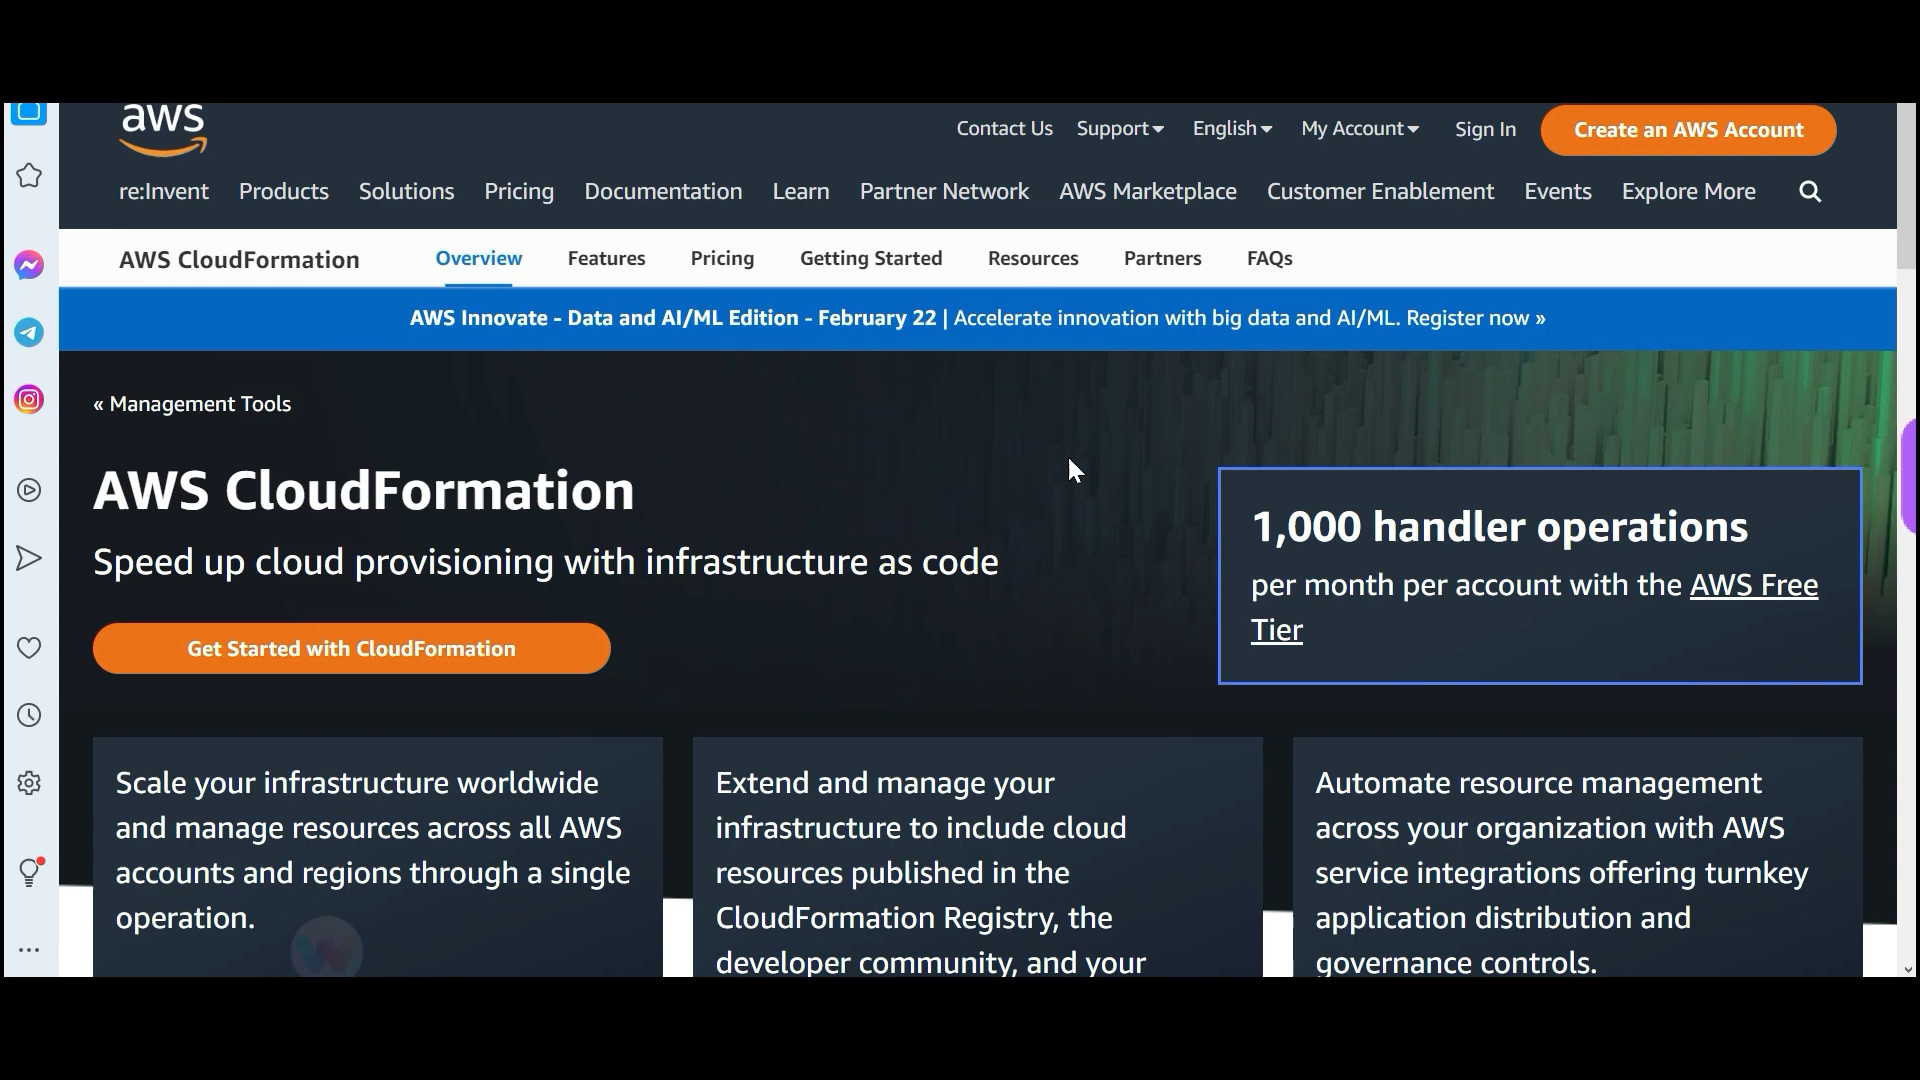 aws
Contact Us Support English My Account Sign In Create an AWS Account
re:Invent Products Solutions Pricing Documentation Learn Partner Network AWS Marketplace Customer Enablement Events Explore More
AWS CloudFormation Overview Features Pricing Getting Started Resources Partners FAQs
AWS Innovate - Data and AI/ML Edition - February 22 | Accelerate innovation with big data and AI/ML. Register now »
« Management Tools
AWS CloudFormation
Speed up cloud provisioning with infrastructure as code
Get Started with CloudFormation
1,000 handler operations
per month per account with the AWS Free
Tier
Scale your infrastructure worldwide
and manage resources across all AWS
accounts and regions through a single
operation.
Extend and manage your
infrastructure to include cloud
resources published in the
CloudFormation Registry, the
developer community, and your
Automate resource management
across your organization with AWS
service integrations offering turnkey
application distribution and
governance controls.